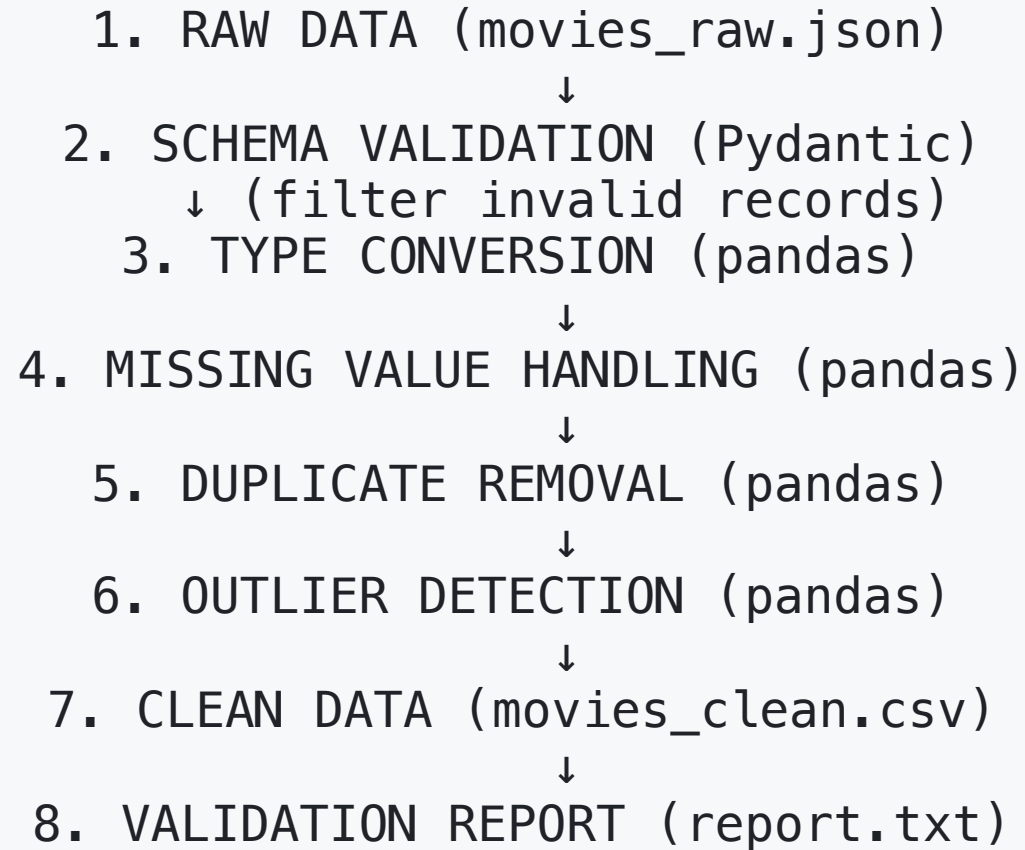 1. RAW DATA (movies_raw.json)
↓
2. SCHEMA VALIDATION (Pydantic)
↓ (filter invalid records)
3. TYPE CONVERSION (pandas)
↓
4. MISSING VALUE HANDLING (pandas)
↓
5. DUPLICATE REMOVAL (pandas)
↓
6. OUTLIER DETECTION (pandas)
↓
7. CLEAN DATA (movies_clean.csv)
↓
8. VALIDATION REPORT (report.txt)